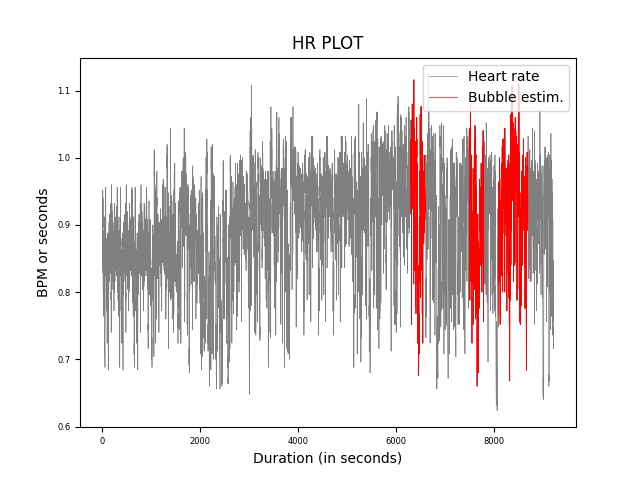 HR PLOT
Heart rate
Bubble estim.
1.1
1.0
0.9
0.8
0.7
0.6
BPM or seconds
0
2000
4000
6000
8000
Duration (in seconds)